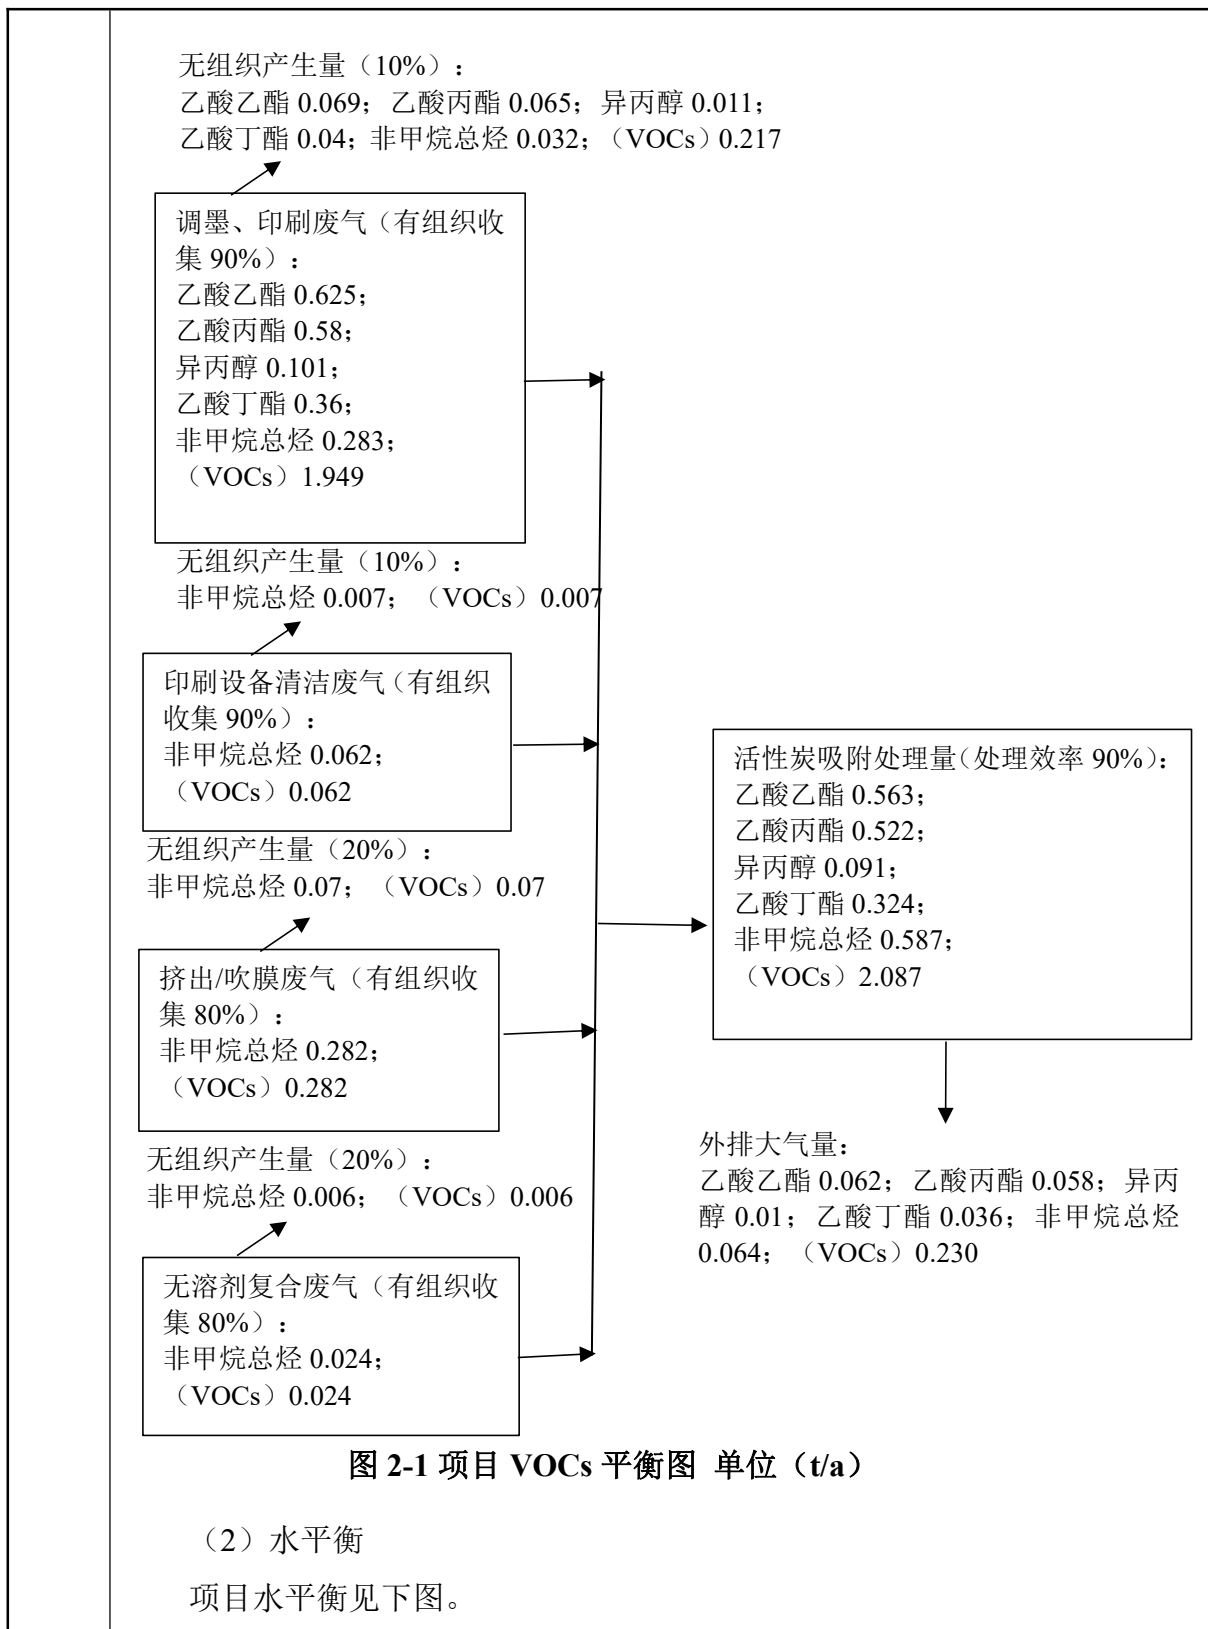 无组织产生量（10%）：
乙酸乙酯 0.069；乙酸丙酯 0.065；异丙醇 0.011；
乙酸丁酯 0.04；非甲烷总烃 0.032；（VOCs）0.217
调墨、印刷废气（有组织收
集 90%）：
乙酸乙酯 0.625；
乙酸丙酯 0.58；
异丙醇 0.101；
乙酸丁酯 0.36；
非甲烷总烃 0.283；
（VOCs）1.949
无组织产生量（10%）：
非甲烷总烃 0.007；（VOCs）0.007
印刷设备清洁废气（有组织
收集 90%）：
非甲烷总烃 0.062；
（VOCs）0.062
无组织产生量（20%）：
非甲烷总烃 0.07；（VOCs）0.07
挤出/吹膜废气（有组织收
集 80%）：
非甲烷总烃 0.282；
（VOCs）0.282
无组织产生量（20%）：
非甲烷总烃 0.006；（VOCs）0.006
无溶剂复合废气（有组织收
集 80%）：
非甲烷总烃 0.024；
（VOCs）0.024
活性炭吸附处理量（处理效率 90%）：
乙酸乙酯 0.563；
乙酸丙酯 0.522；
异丙醇 0.091；
乙酸丁酯 0.324；
非甲烷总烃 0.587；
（VOCs）2.087
外排大气量：
乙酸乙酯 0.062；乙酸丙酯 0.058；异丙
醇 0.01；乙酸丁酯 0.036；非甲烷总烃
0.064；（VOCs）0.230
图 2-1 项目 VOCs 平衡图 单位（t/a）
（2）水平衡
项目水平衡见下图。